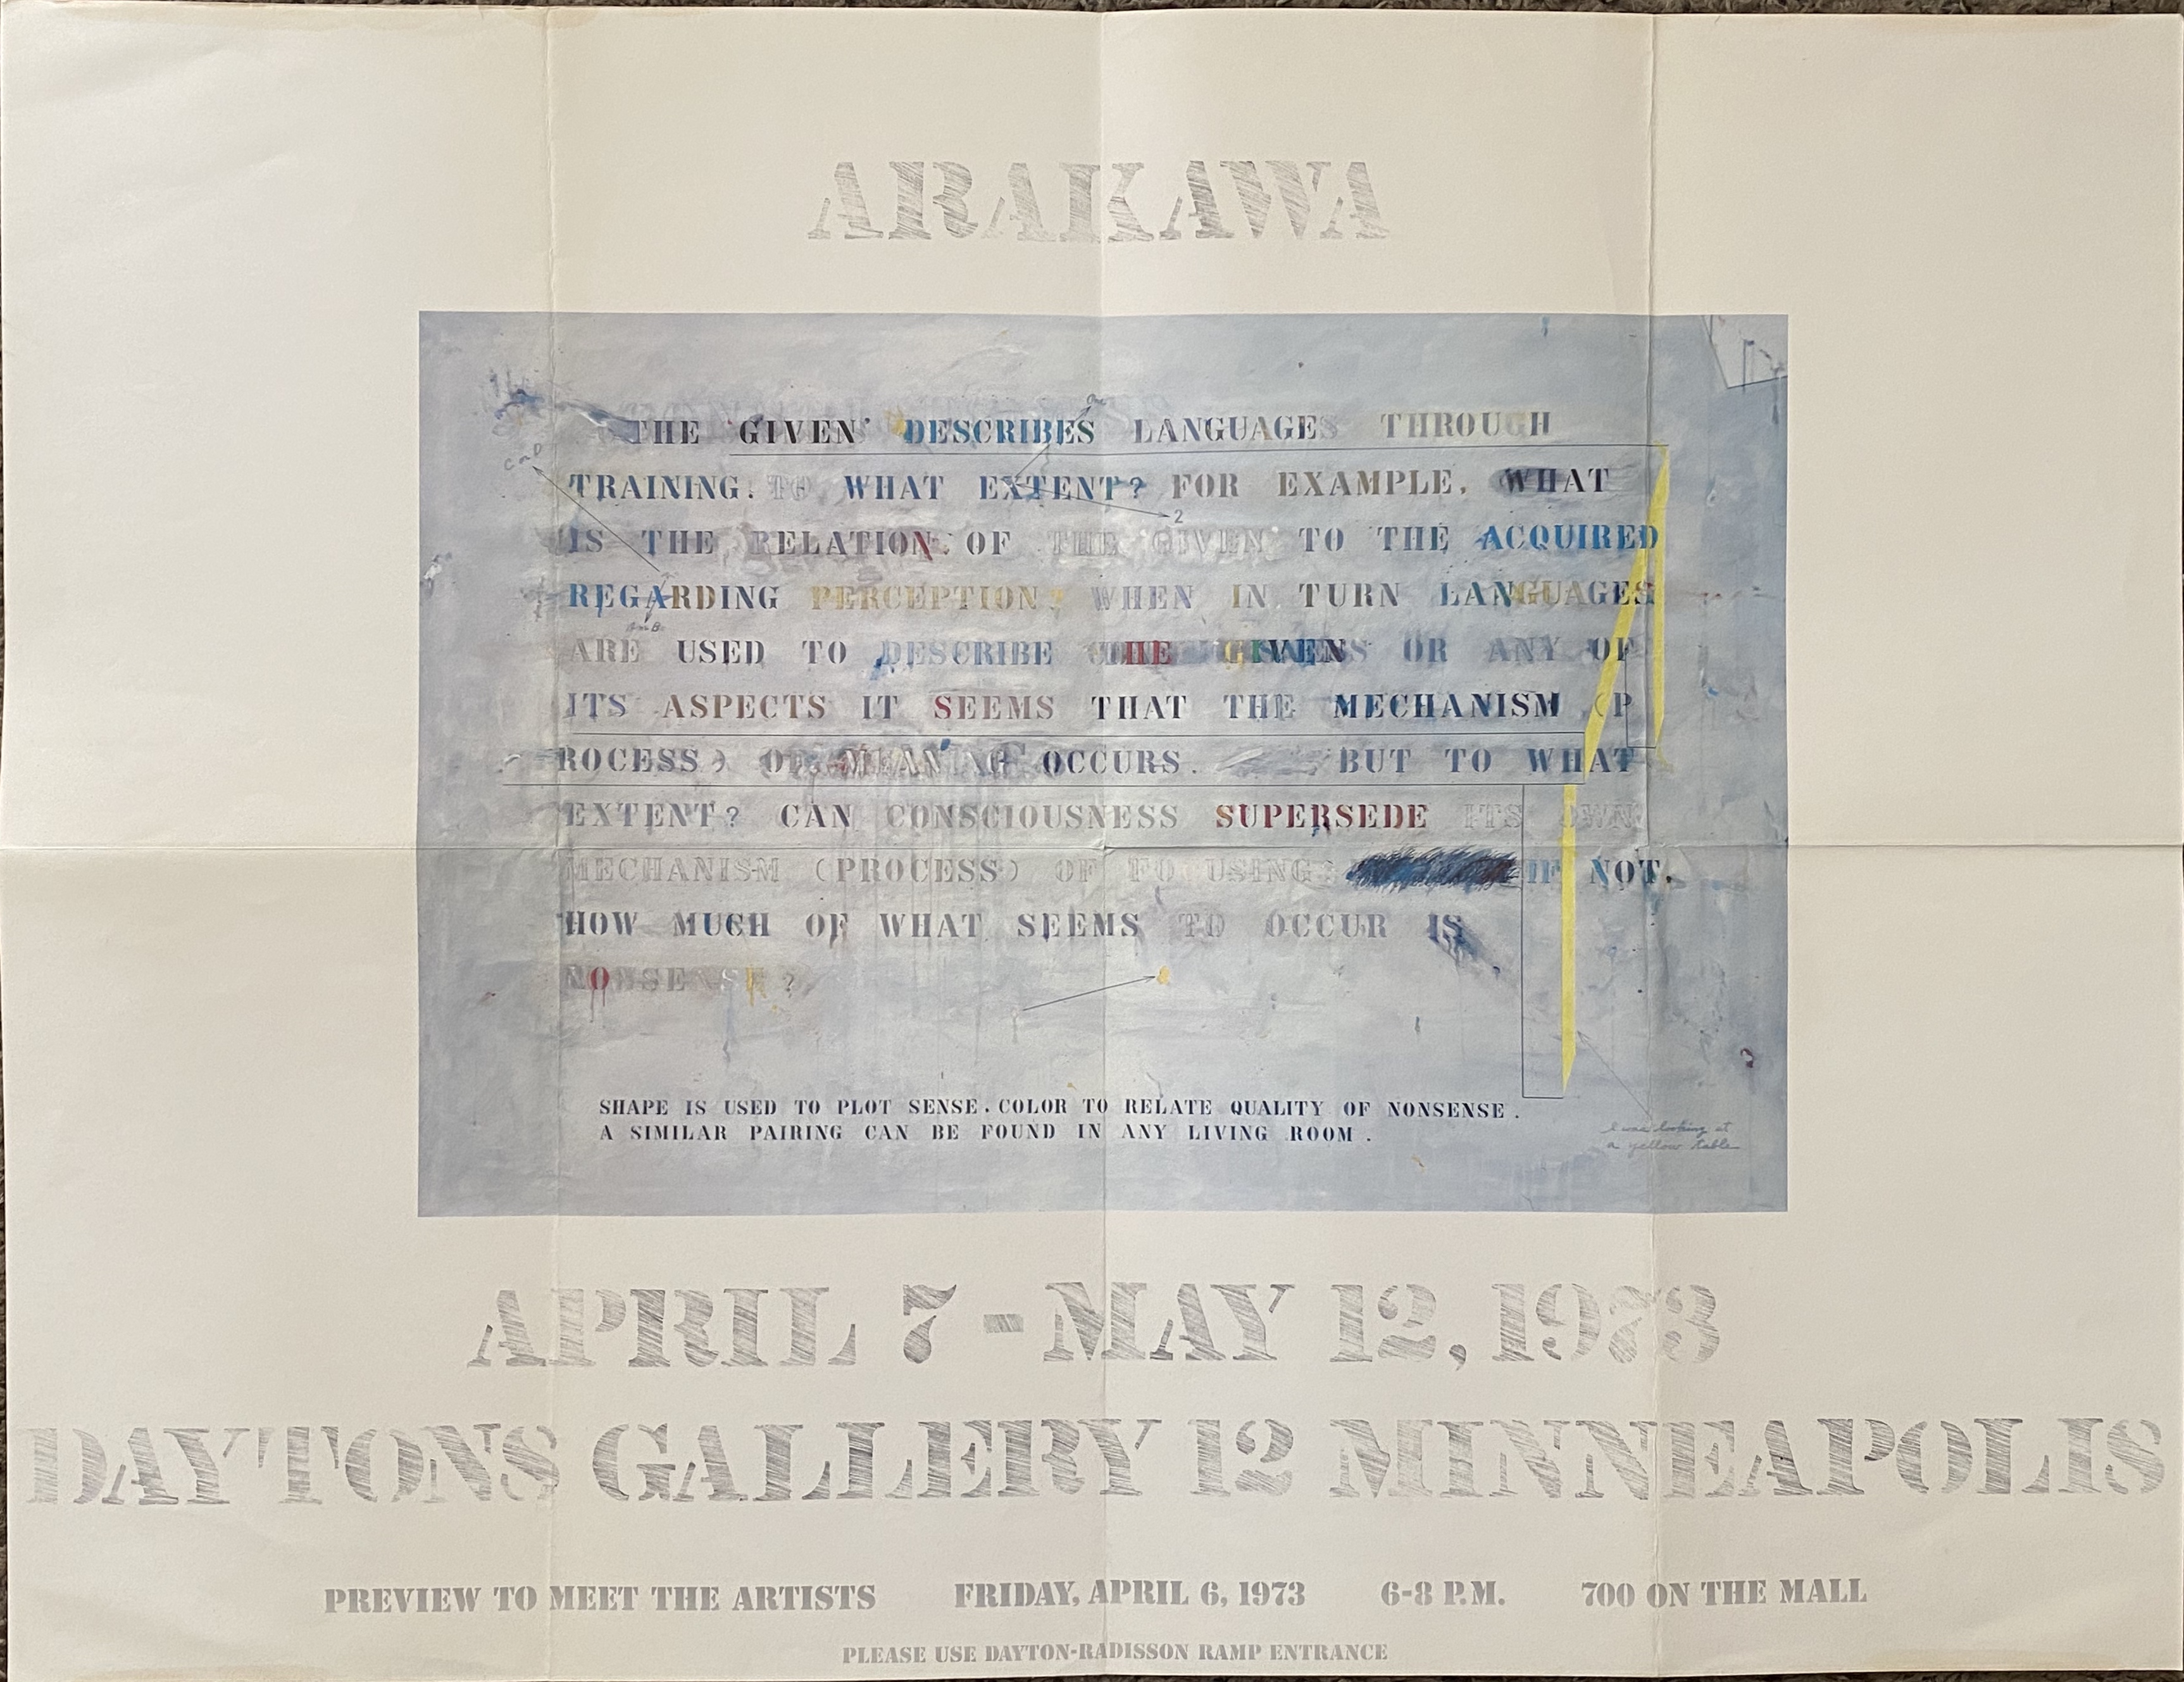 ARAKAWA
THE GIVEN' DESCRIBES LANGUAGES THROUGH
TRAINING. TO WHAT EXTENT? FOR EXAMPLE, WHAT
IS THE RELATION OF THE GIVEN TO THE ACQUIRED
REGARDING PERCEPTION? WHEN IN TURN LANGUAGES
ARE USED TO DESCRIBE THE GIVEN OR ANY OF
ITS ASPECTS IT SEEMS THAT THE MECHANISM (P
ROCESS) OF MEANING OCCURS. BUT TO WHAT
EXTENT? CAN CONSCIOUSNESS SUPERSEDE ITS OWN
MECHANISM (PROCESS) OF FOCUSING? IF NOT,
HOW MUCH OF WHAT SEEMS TO OCCUR IS
NONSENSE?
2
SHAPE IS USED TO PLOT SENSE. COLOR TO RELATE QUALITY OF NONSENSE.
A SIMILAR PAIRING CAN BE FOUND IN ANY LIVING ROOM.
I was looking at
a yellow table
APRIL 7-MAY 12, 1973
DAYTONS GALLERY 12 MINNEAPOLIS
PREVIEW TO MEET THE ARTISTS FRIDAY, APRIL 6, 1973 6-8 P.M. 700 ON THE MALL
PLEASE USE DAYTON-RADISSON RAMP ENTRANCE